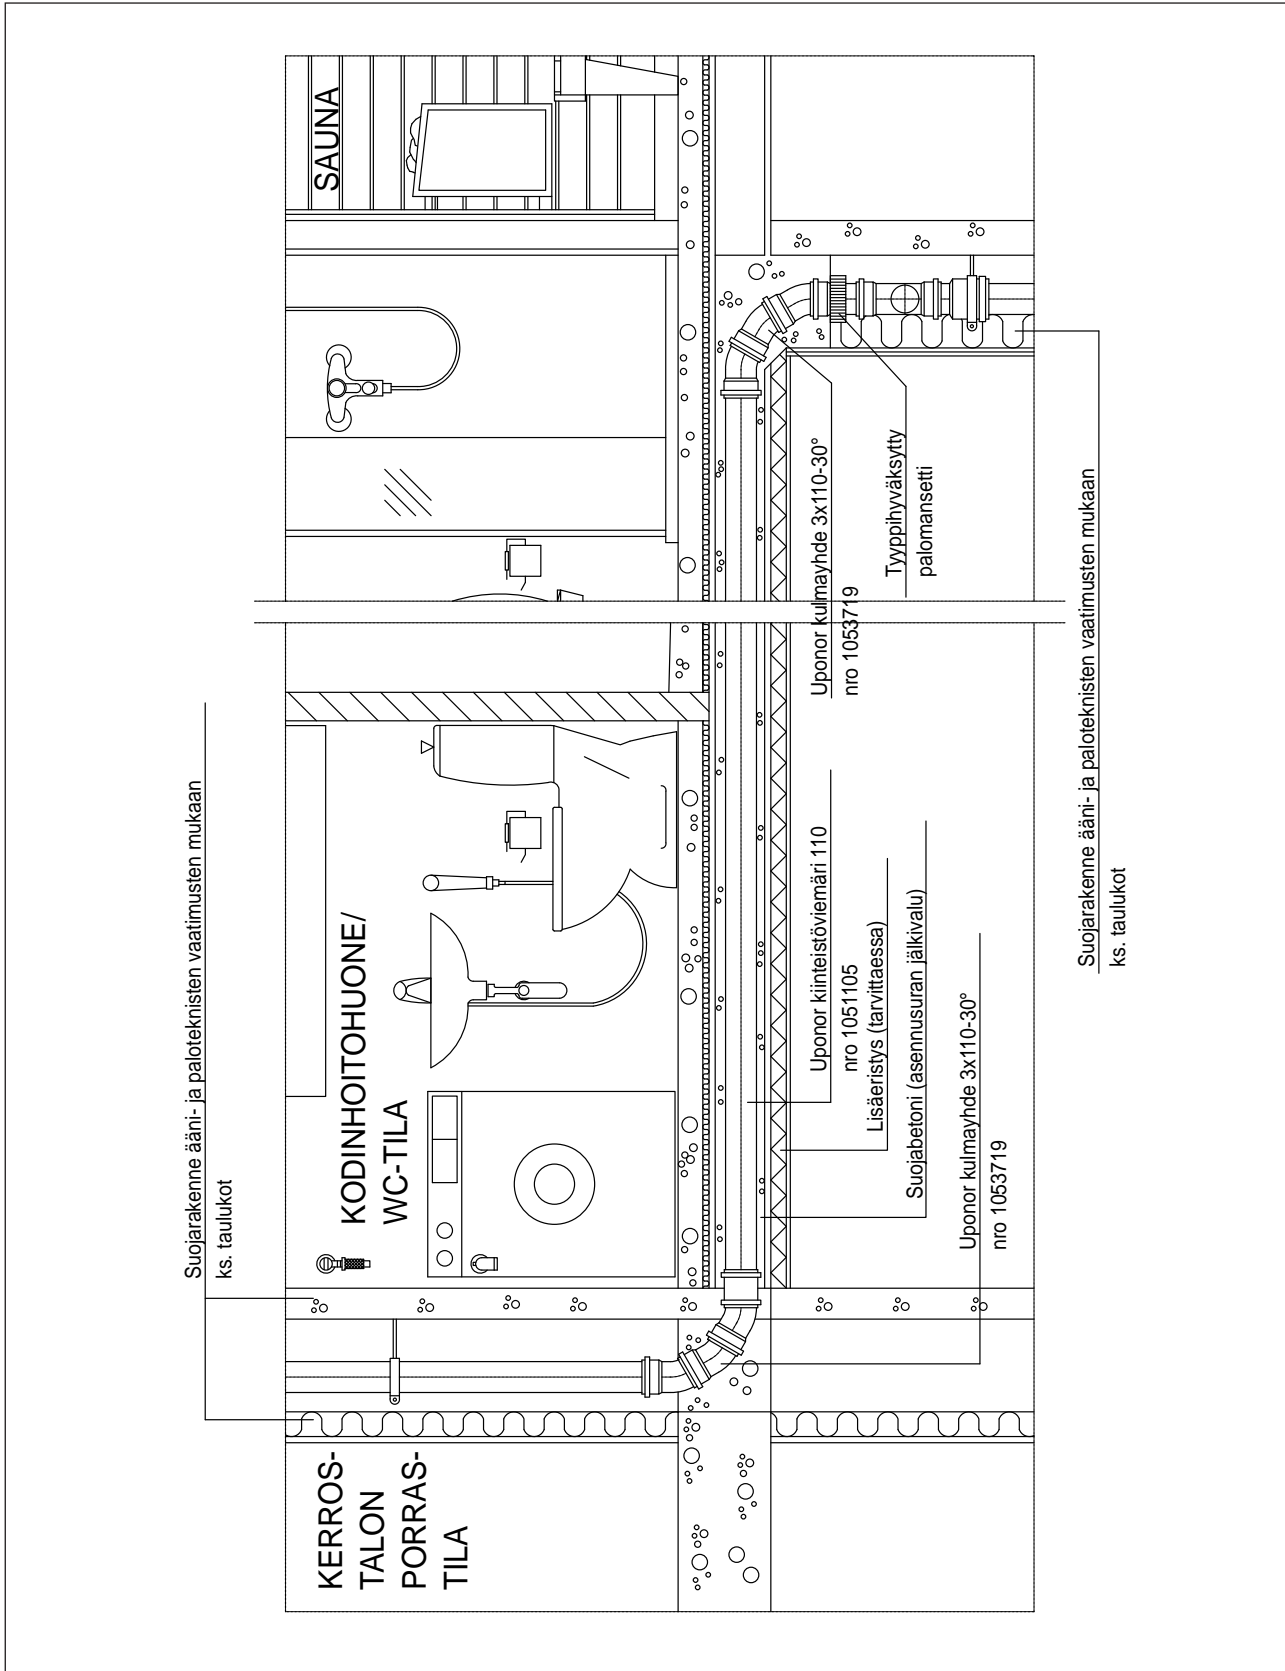 Suojarakenne ääni- ja paloteknisten vaatimusten mukaan
ks. taulukot
KERROS-
TALON
PORRAS-
TILA
KODINHOITOHUONE/
WC-TILA
SAUNA
Uponor kiinteistöviemäri 110
nro 1051105
Lisäeristys (tarvittaessa)
Suojabetoni (asennusuran jälkivalu)
Uponor kulmayhde 3x110-30°
nro 1053719
Uponor kulmayhde 3x110-30°
nro 1053719
Tyyppihyväksytty
palomansetti
Suojarakenne ääni- ja paloteknisten vaatimusten mukaan
ks. taulukot